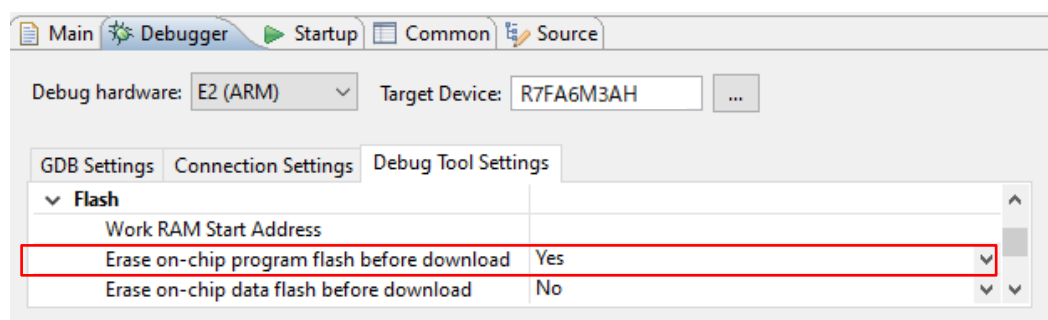 Main Debugger Startup Common Source
Debug hardware: E2 (ARM) Target Device: R7FA6M3AH ...
GDB Settings Connection Settings Debug Tool Settings
Flash
Work RAM Start Address
Erase on-chip program flash before download Yes
Erase on-chip data flash before download No